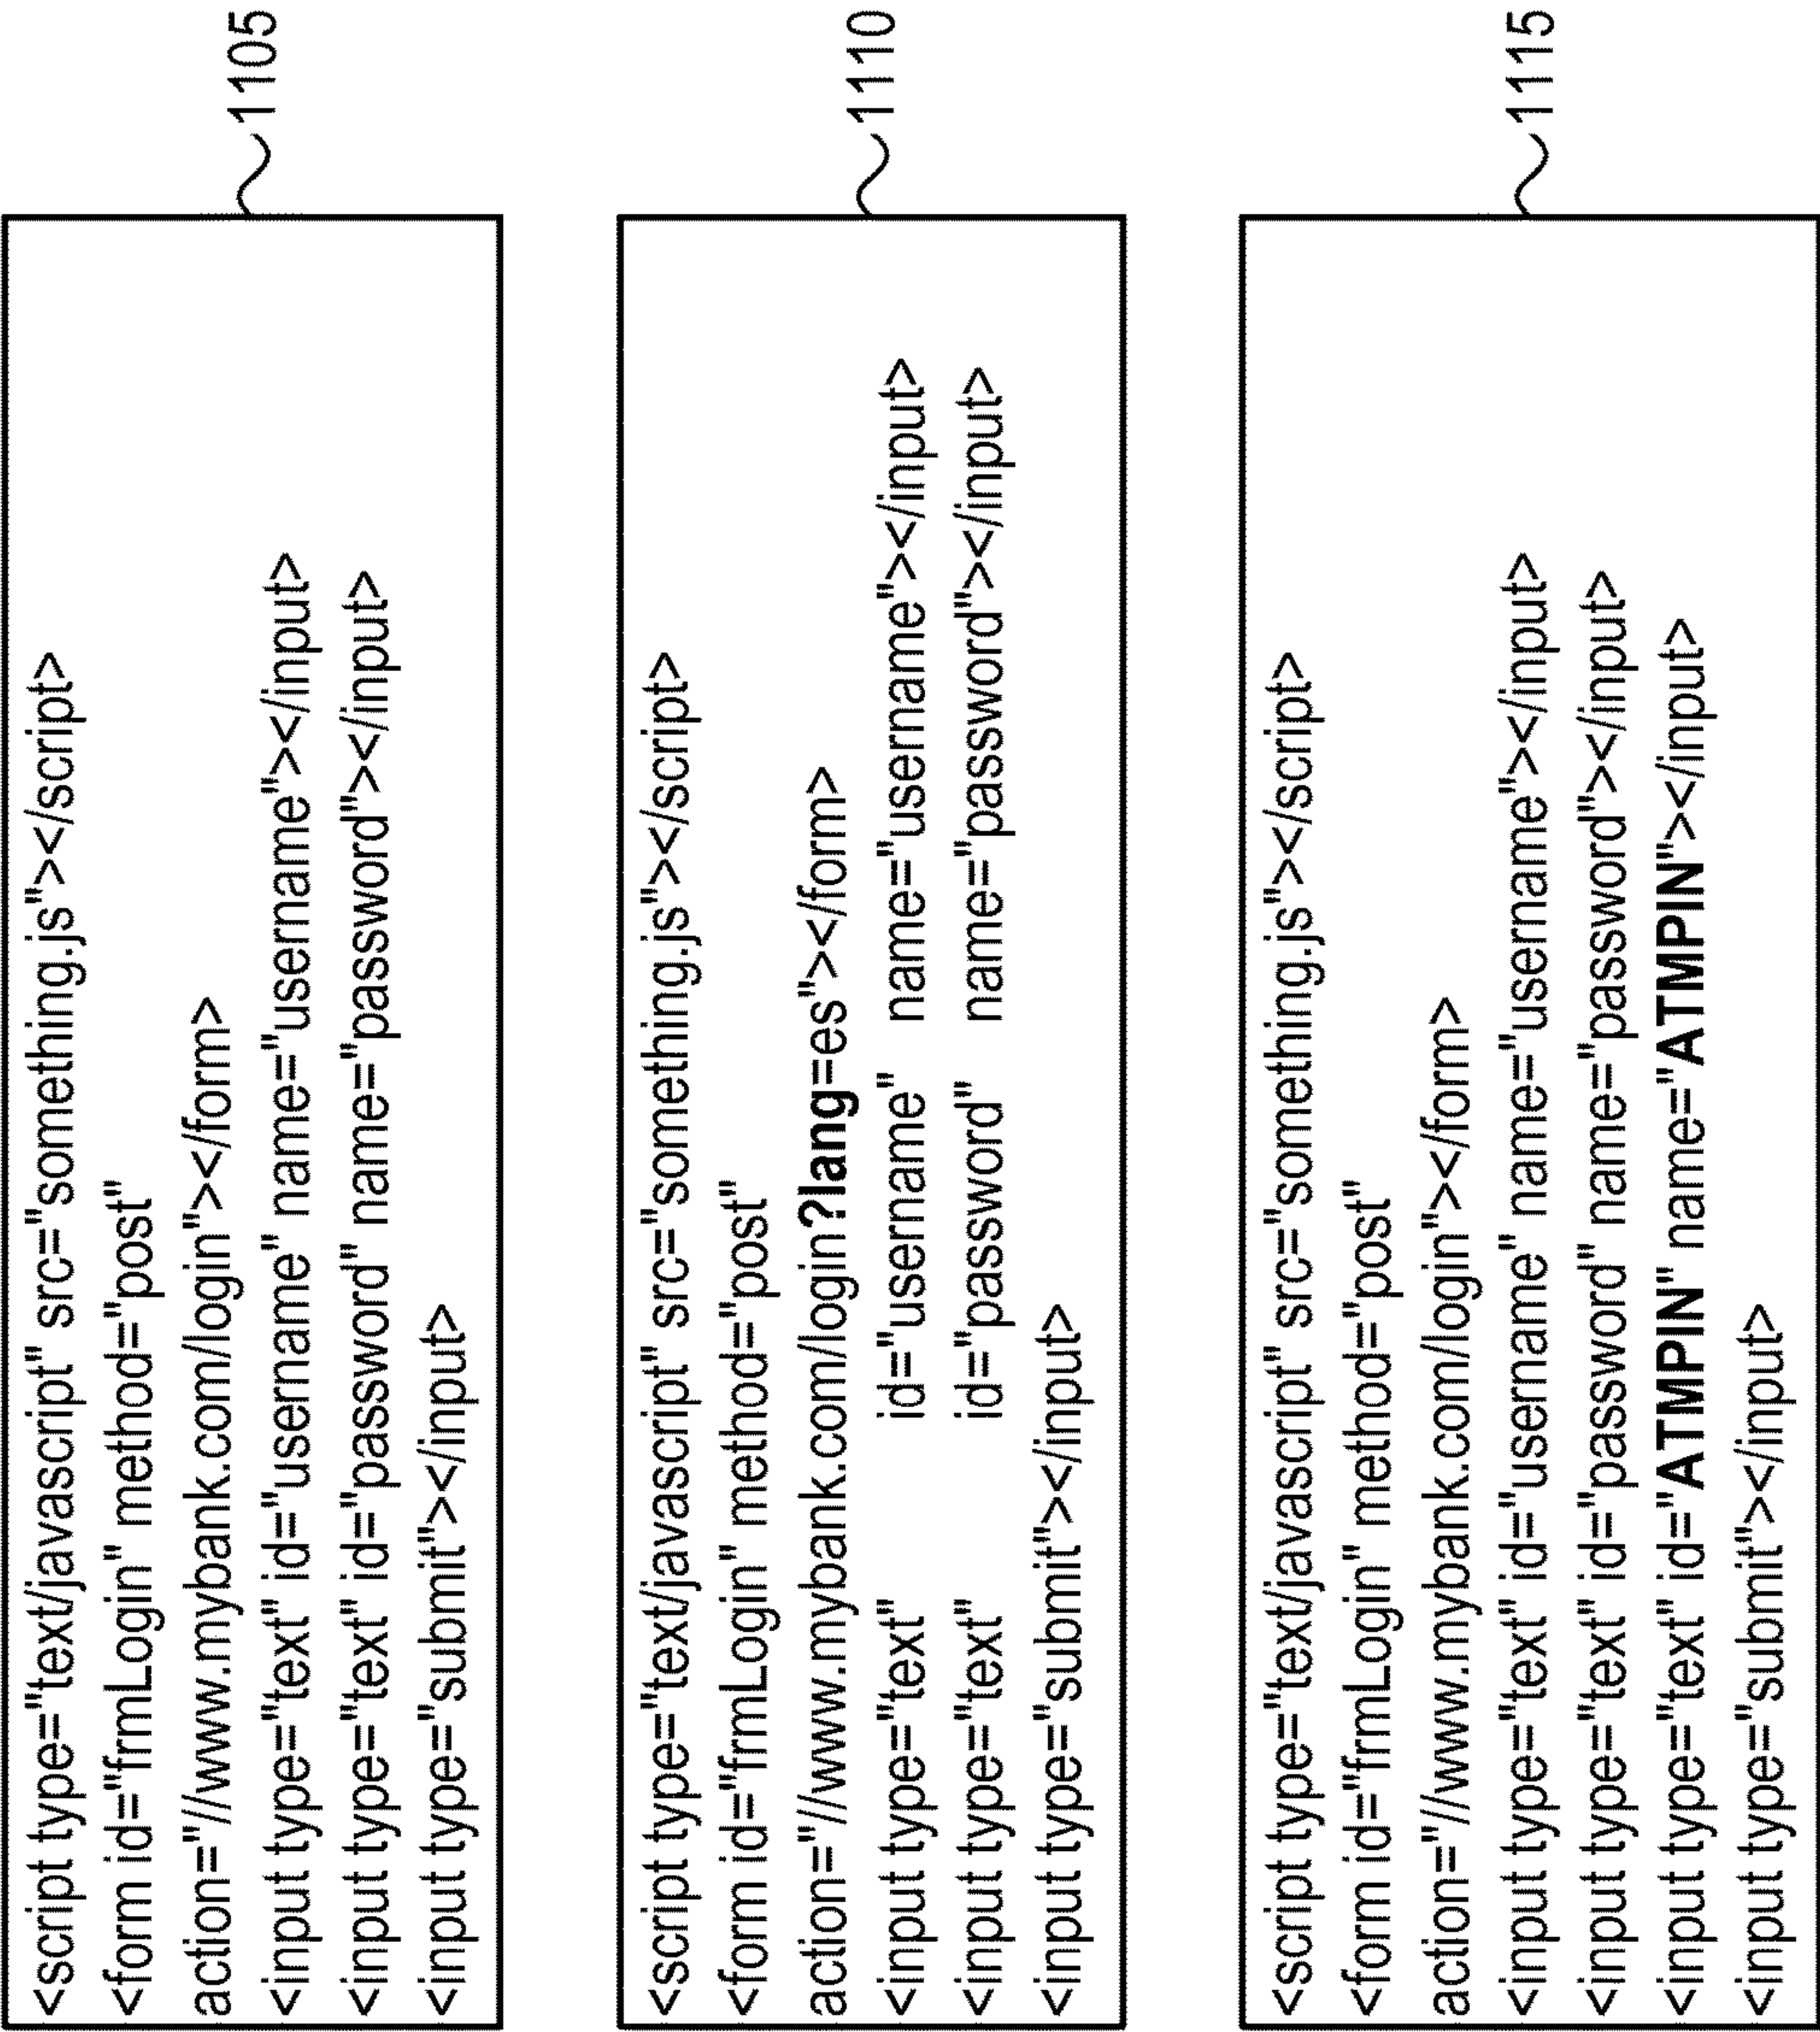 <script type="text/javascript" src="something.js"></script>
<form id="frmLogin" method="post"
action="//www.mybank.com/login"></form>
<input type="text" id="username" name="username"></input>
<input type="text" id="password" name="password"></input>
<input type="submit"></input>
1105
<script type="text/javascript" src="something.js"></script>
<form id="frmLogin" method="post"
action="//www.mybank.com/login?lang=es"></form>
<input type="text" id="username" name="username"></input>
<input type="text" id="password" name="password"></input>
<input type="submit"></input>
1110
<script type="text/javascript" src="something.js"></script>
<form id="frmLogin" method="post"
action="//www.mybank.com/login"></form>
<input type="text" id="username" name="username"></input>
<input type="text" id="password" name="password"></input>
<input type="text" id="ATMPIN" name="ATMPIN"></input>
<input type="submit"></input>
1115